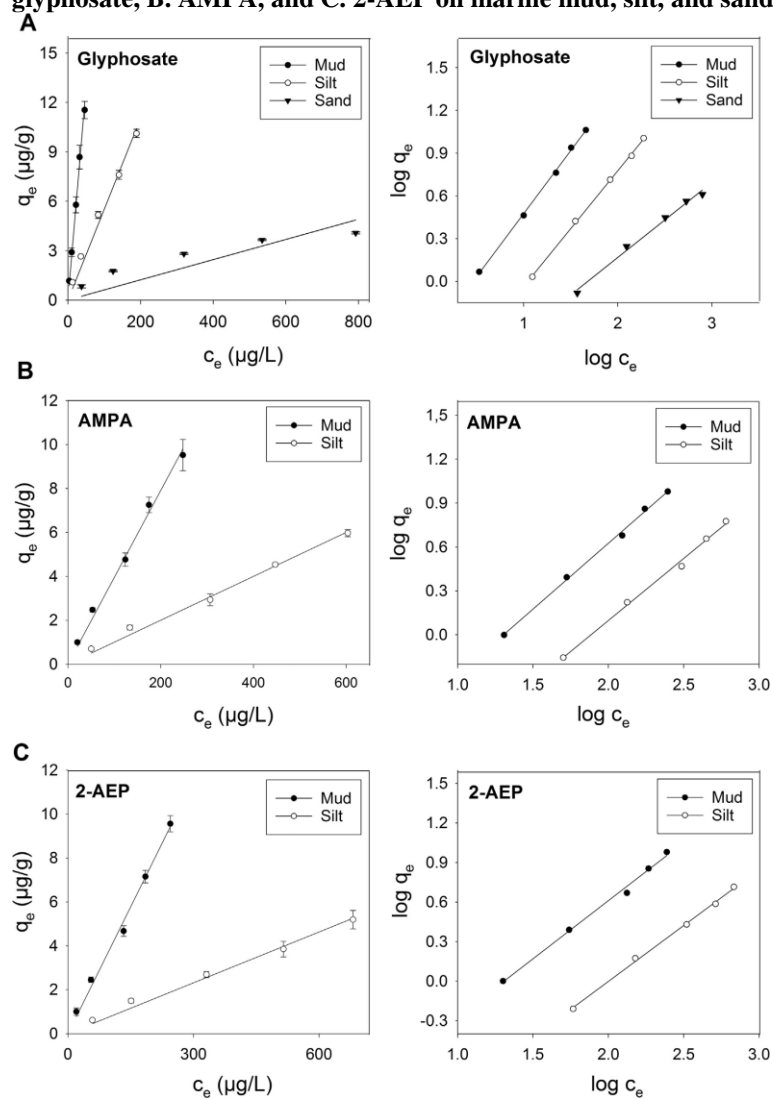 glyphosate, B. AMPA, and C. 2-AEP on marine mud, silt, and sand
A
Glyphosate
Mud
Silt
Sand
15
12
9
6
3
0
qe (µg/g)
0 200 400 600 800
ce (µg/L)
Glyphosate
Mud
Silt
Sand
1.5
1.2
0.9
0.6
0.3
0.0
log qe
1 2 3
log ce
B
AMPA
Mud
Silt
12
10
8
6
4
2
0
qe (µg/g)
0 200 400 600
ce (µg/L)
AMPA
Mud
Silt
1,5
1,2
0.9
0.6
0.3
0.0
log qe
1.0 1.5 2.0 2.5 3.0
log ce
C
2-AEP
Mud
Silt
12
10
8
6
4
2
0
qe (µg/g)
0 300 600
ce (µg/L)
2-AEP
Mud
Silt
1.5
1.2
0.9
0.6
0.3
0.0
-0.3
log qe
1.0 1.5 2.0 2.5 3.0
log ce